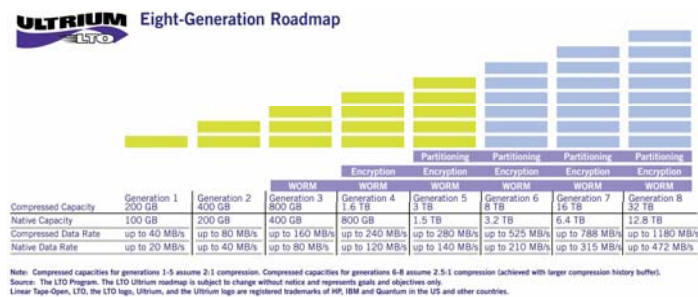 ULTRIUM
LTO
Eight-Generation Roadmap
Partitioning Partitioning Partitioning Partitioning
Encryption Encryption Encryption Encryption Encryption
WORM WORM WORM WORM WORM WORM
Generation 1 Generation 2 Generation 3 Generation 4 Generation 5 Generation 6 Generation 7 Generation 8
Compressed Capacity 200 GB 400 GB 800 GB 1.6 TB 3 TB 8 TB 16 TB 32 TB
Native Capacity 100 GB 200 GB 400 GB 800 GB 1.5 TB 3.2 TB 6.4 TB 12.8 TB
Compressed Data Rate up to 40 MB/s up to 80 MB/s up to 160 MB/s up to 240 MB/s up to 280 MB/s up to 525 MB/s up to 788 MB/s up to 1180 MB/s
Native Data Rate up to 20 MB/s up to 40 MB/s up to 80 MB/s up to 120 MB/s up to 140 MB/s up to 210 MB/s up to 315 MB/s up to 472 MB/s
Note: Compressed capacities for generations 1-5 assume 2:1 compression. Compressed capacities for generations 6-8 assume 2.5:1 compression (achieved with larger compression history buffer).
Source: The LTO Program. The LTO Ultrium roadmap is subject to change without notice and represents goals and objectives only.
Linear Tape-Open, LTO, the LTO logo, Ultrium, and the Ultrium logo are registered trademarks of HP, IBM and Quantum in the US and other countries.